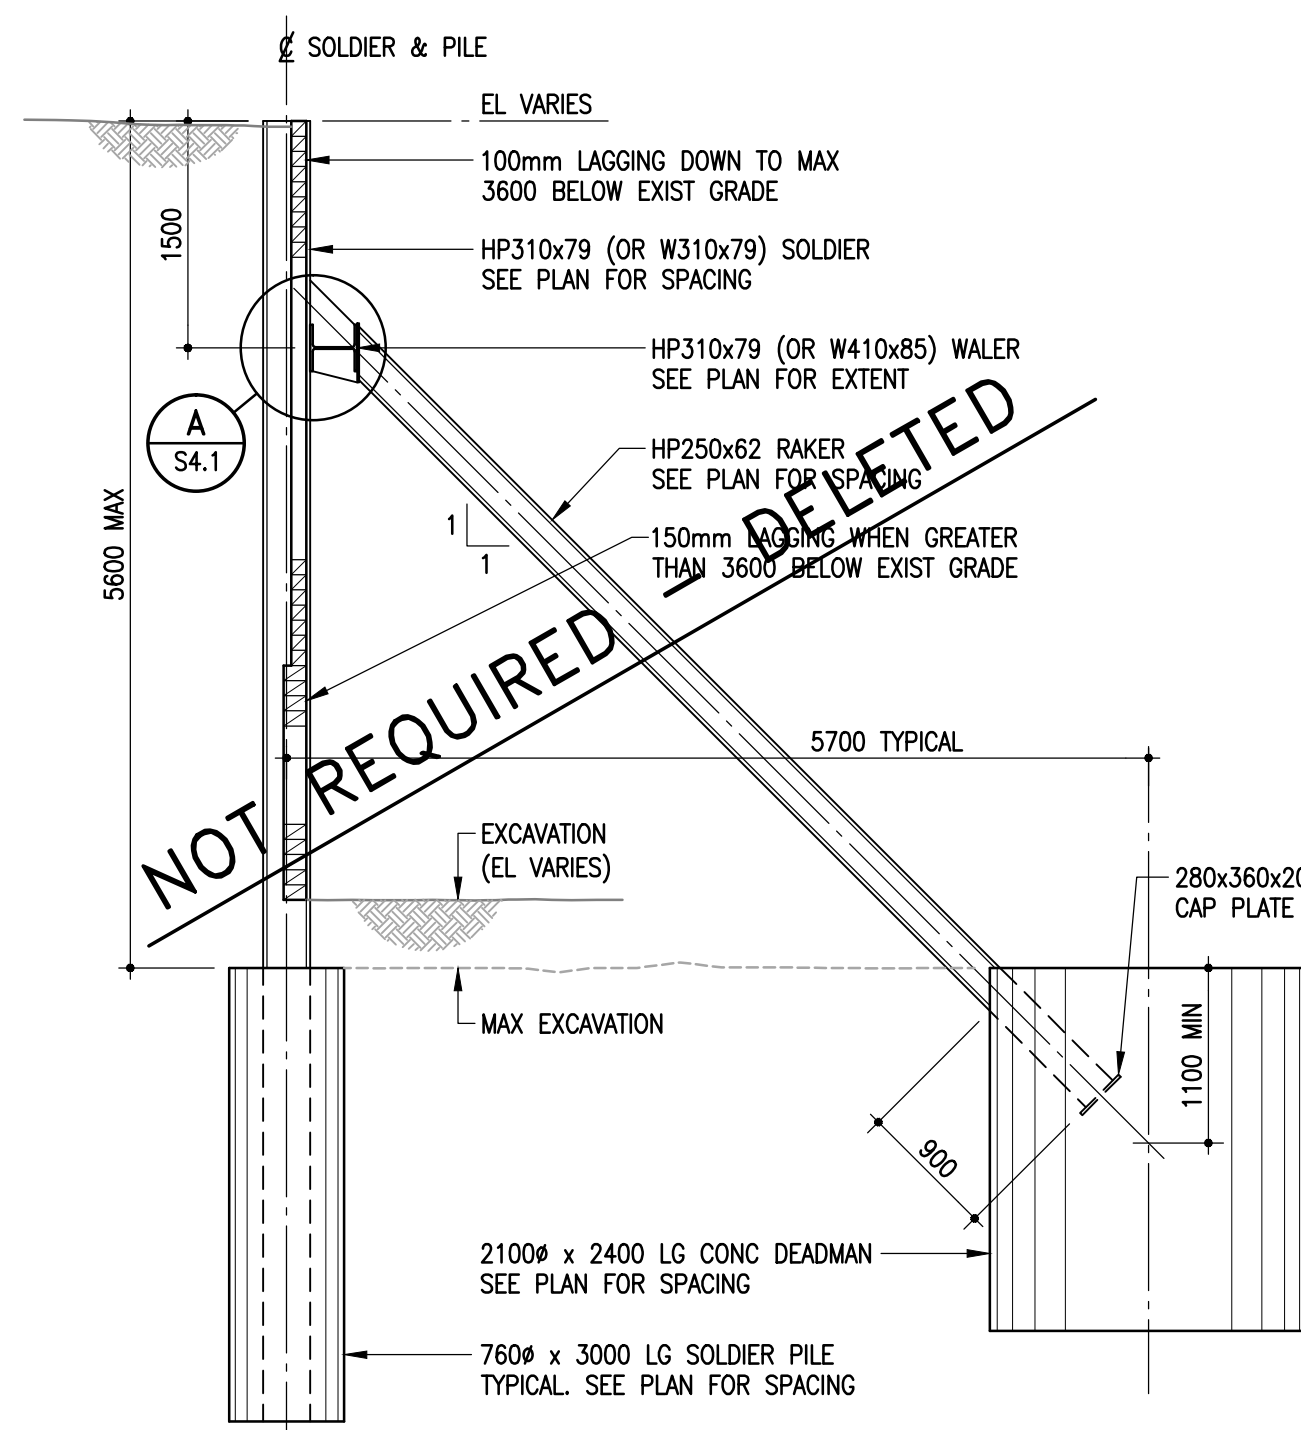 ℄ SOLDIER & PILE
EL VARIES
100mm LAGGING DOWN TO MAX
3600 BELOW EXIST GRADE
1500
HP310x79 (OR W310x79) SOLDIER
SEE PLAN FOR SPACING
HP310x79 (OR W410x85) WALER
SEE PLAN FOR EXTENT
A
S4.1
HP250x62 RAKER
SEE PLAN FOR SPACING
1
1
5600 MAX
150mm LAGGING WHEN GREATER
THAN 3600 BELOW EXIST GRADE
NOT REQUIRED - DELETED
5700 TYPICAL
EXCAVATION
(EL VARIES)
280x360x20
CAP PLATE
MAX EXCAVATION
1100 MIN
900
2100ø x 2400 LG CONC DEADMAN
SEE PLAN FOR SPACING
760ø x 3000 LG SOLDIER PILE
TYPICAL. SEE PLAN FOR SPACING